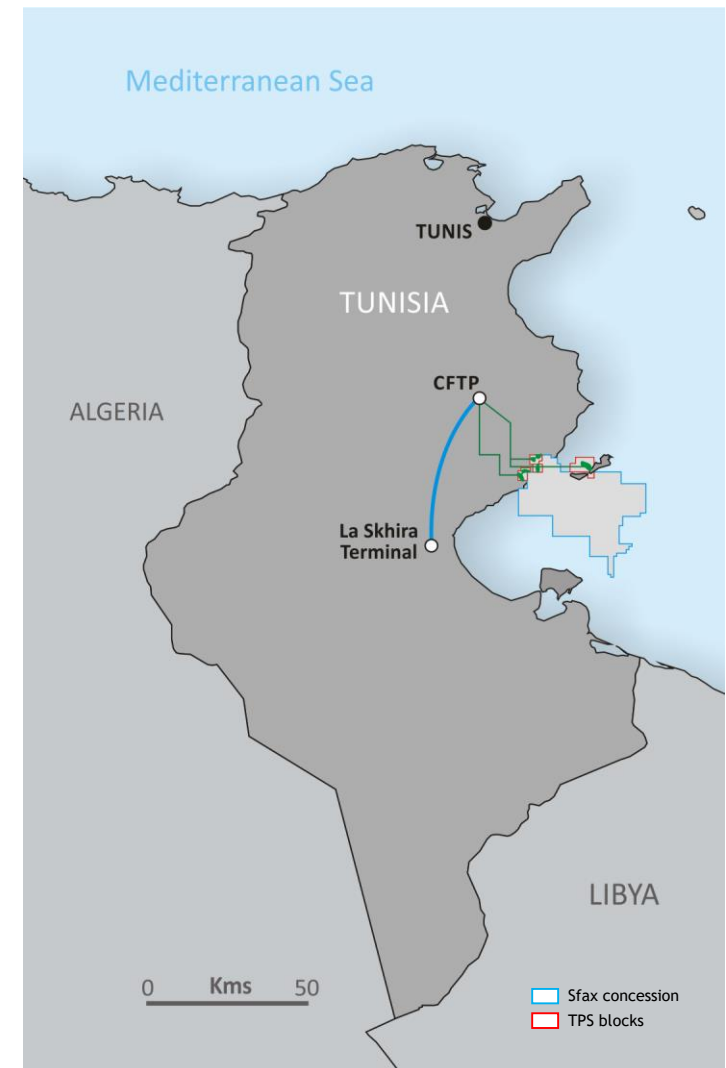 Mediterranean Sea
TUNIS
TUNISIA
CFTP
ALGERIA
La Skhira
Terminal
LIBYA
0 Kms 50
Sfax concession
TPS blocks